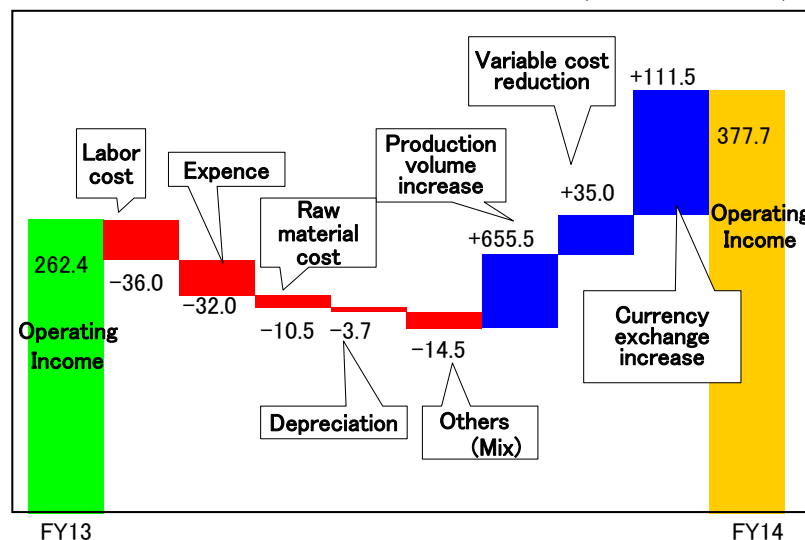 Variable cost
reduction
+111.5
377.7
Labor
cost
Expence
Production
volume
increase
+35.0
Raw
material
cost
+655.5
Operating
Income
262.4
-36.0
-32.0
-10.5
-3.7
-14.5
Operating
Income
Currency
exchange
increase
Depreciation
Others
(Mix)
FY13
FY14